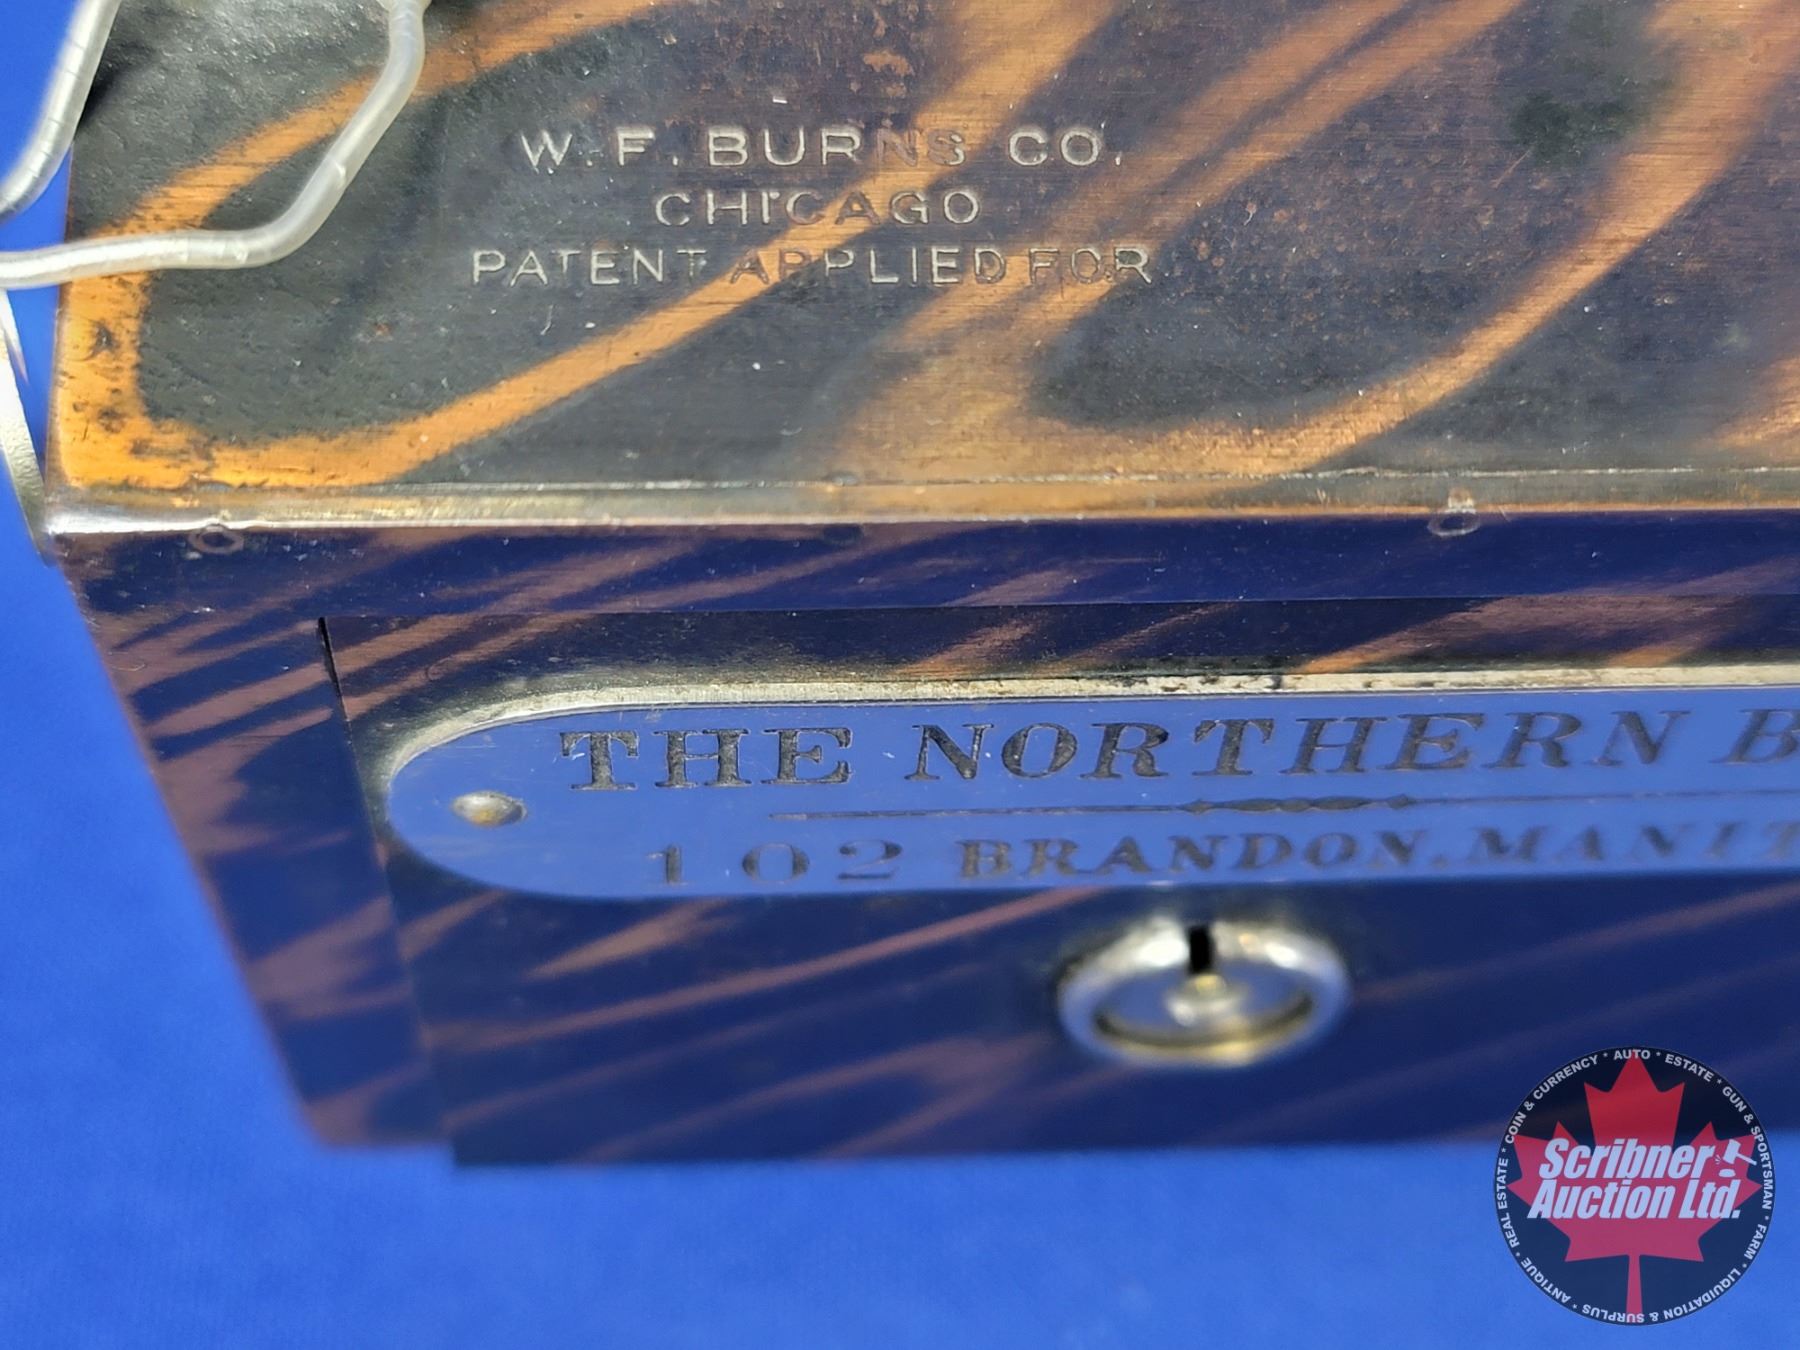 W. F. BURNS CO.
CHICAGO
PATENT APPLIED FOR
THE NORTHERN B
102 BRANDON, MANIT
COIN & CURRENCY * AUTO * ESTATE * GUN & SPORTSMAN * FARM * LIQUIDATION & SURPLUS * ANTIQUE * REAL ESTATE *
Scribner
Auction Ltd.